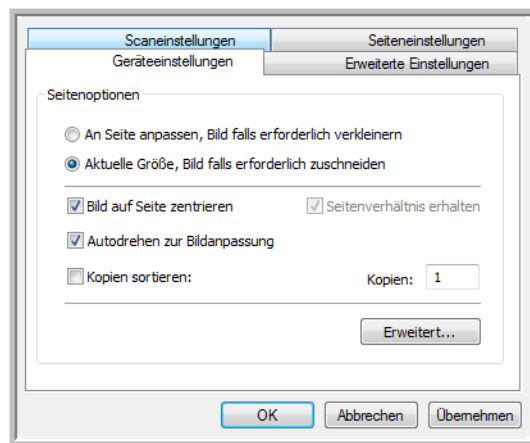 Scaneinstellungen Seiteneinstellungen
Geräteeinstellungen Erweiterte Einstellungen
Seitenoptionen
An Seite anpassen, Bild falls erforderlich verkleinern
Aktuelle Größe, Bild falls erforderlich zuschneiden
Bild auf Seite zentrieren Seitenverhältnis erhalten
Autodrehen zur Bildanpassung
Kopien sortieren: Kopien: 1
Erweitert...
OK Abbrechen Übernehmen